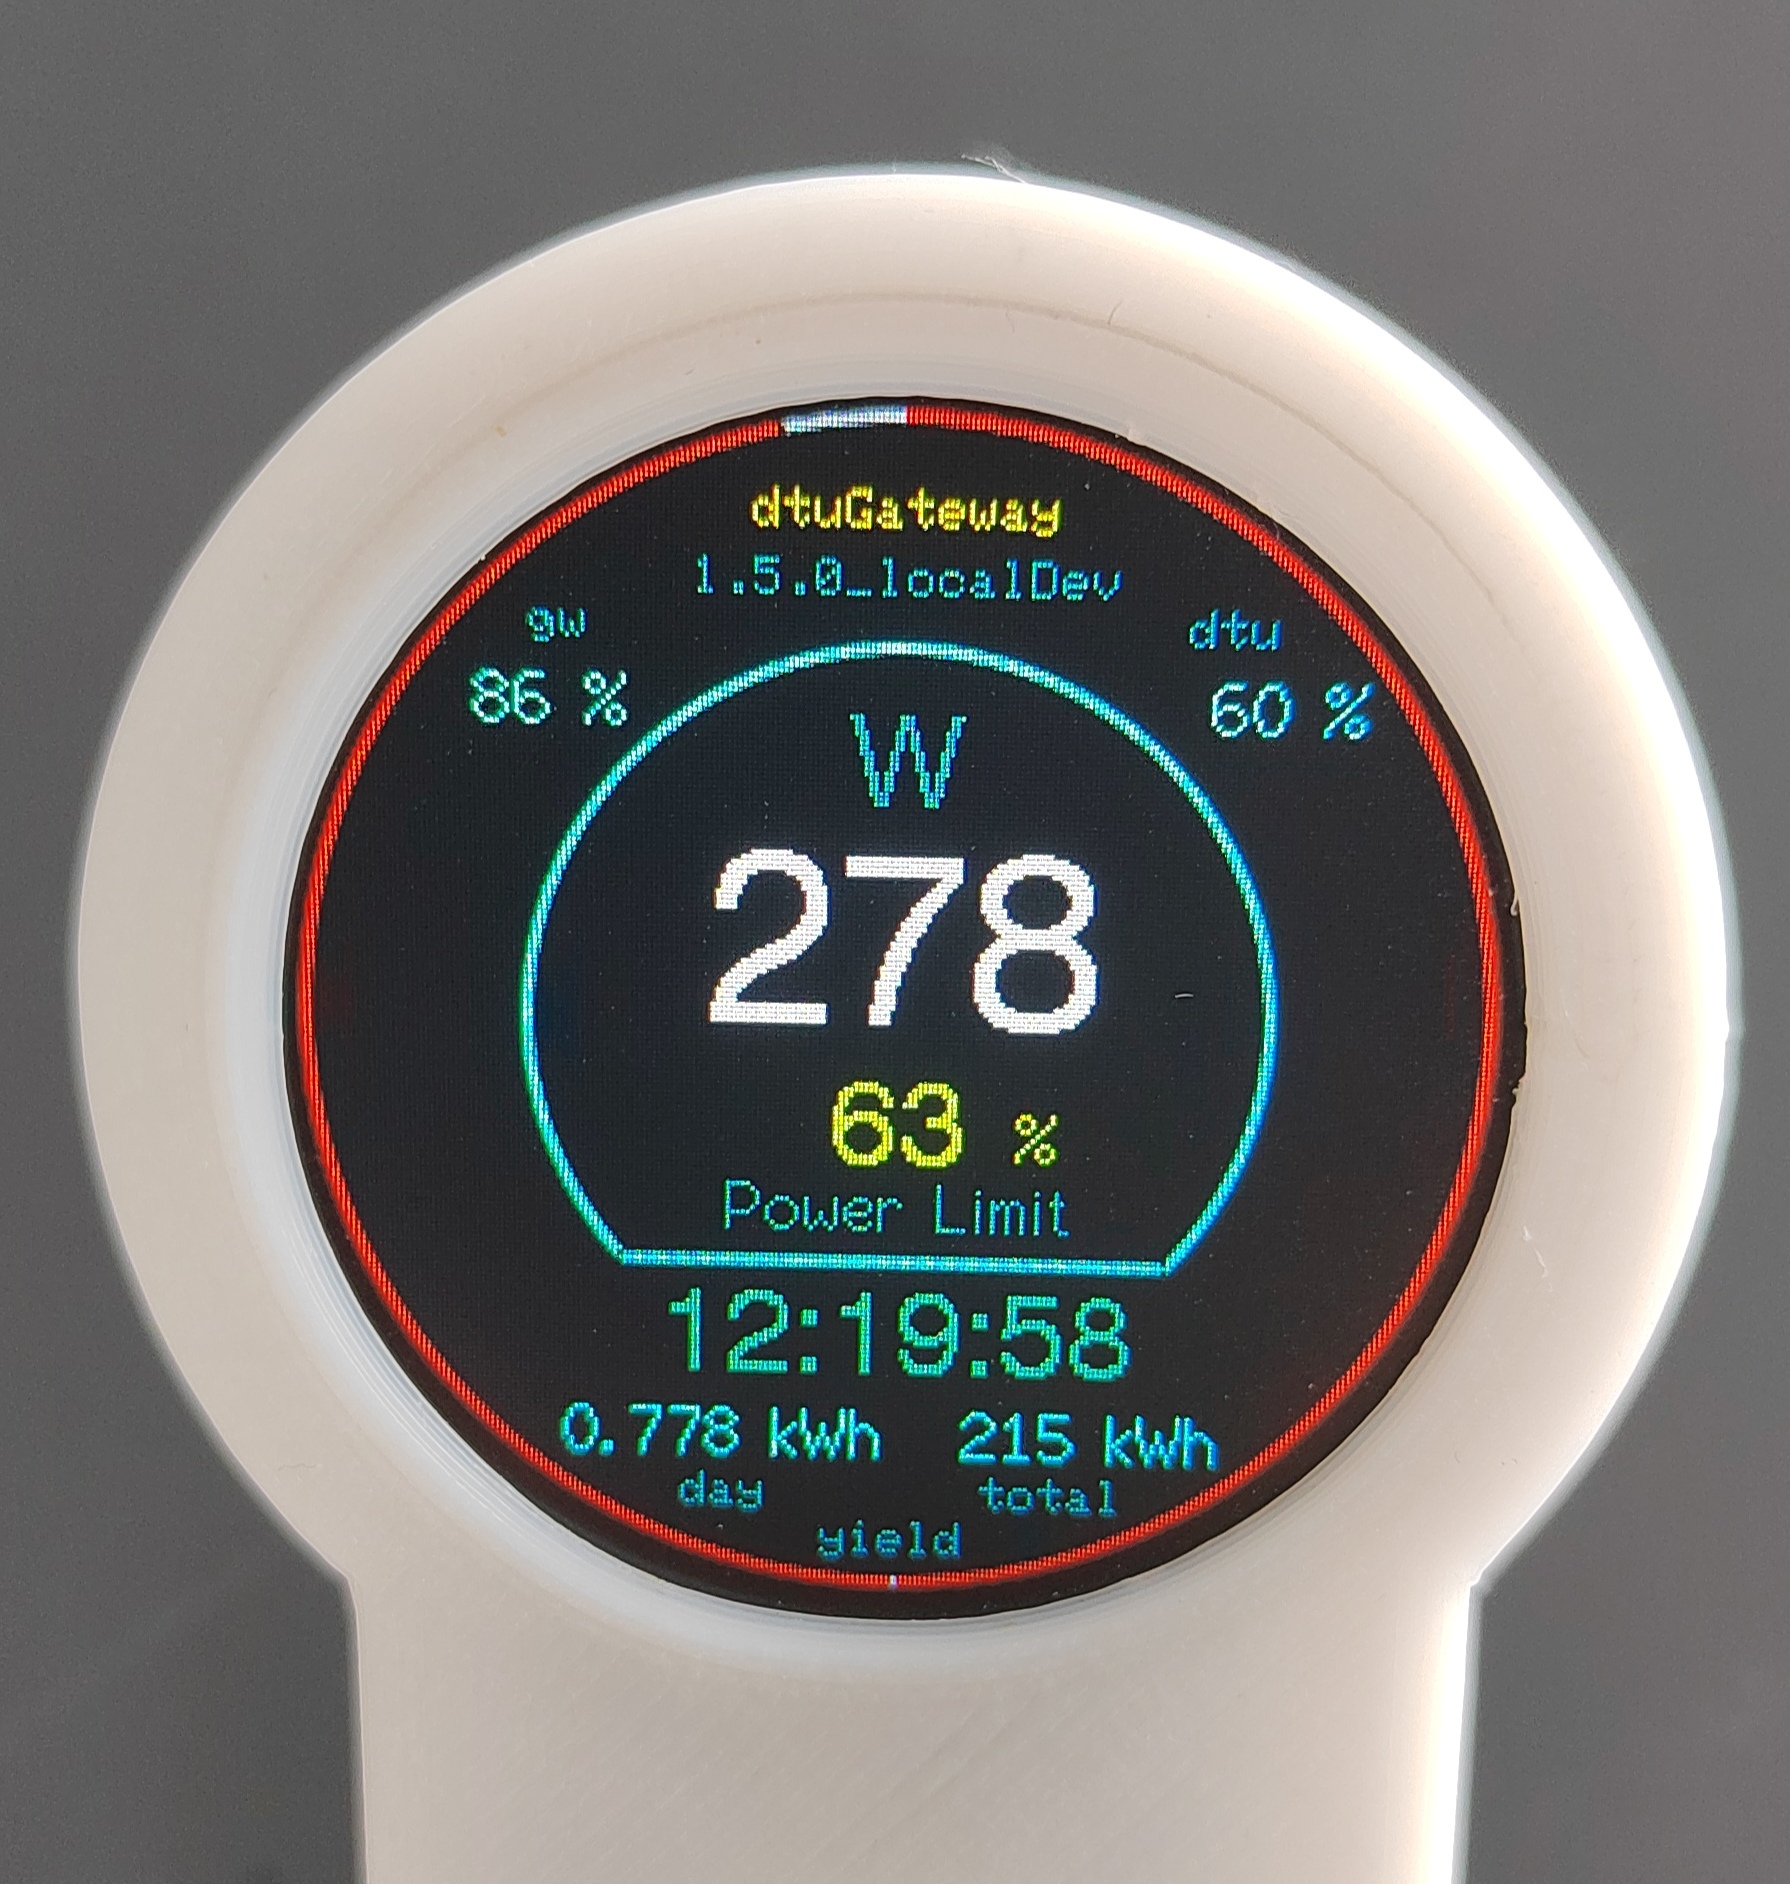 dtuGateway
1.5.0_localDev
gw dtu
86 % 60 %
W
278
63 %
Power Limit
12:19:58
0.778 kWh 215 kWh
day total
yield